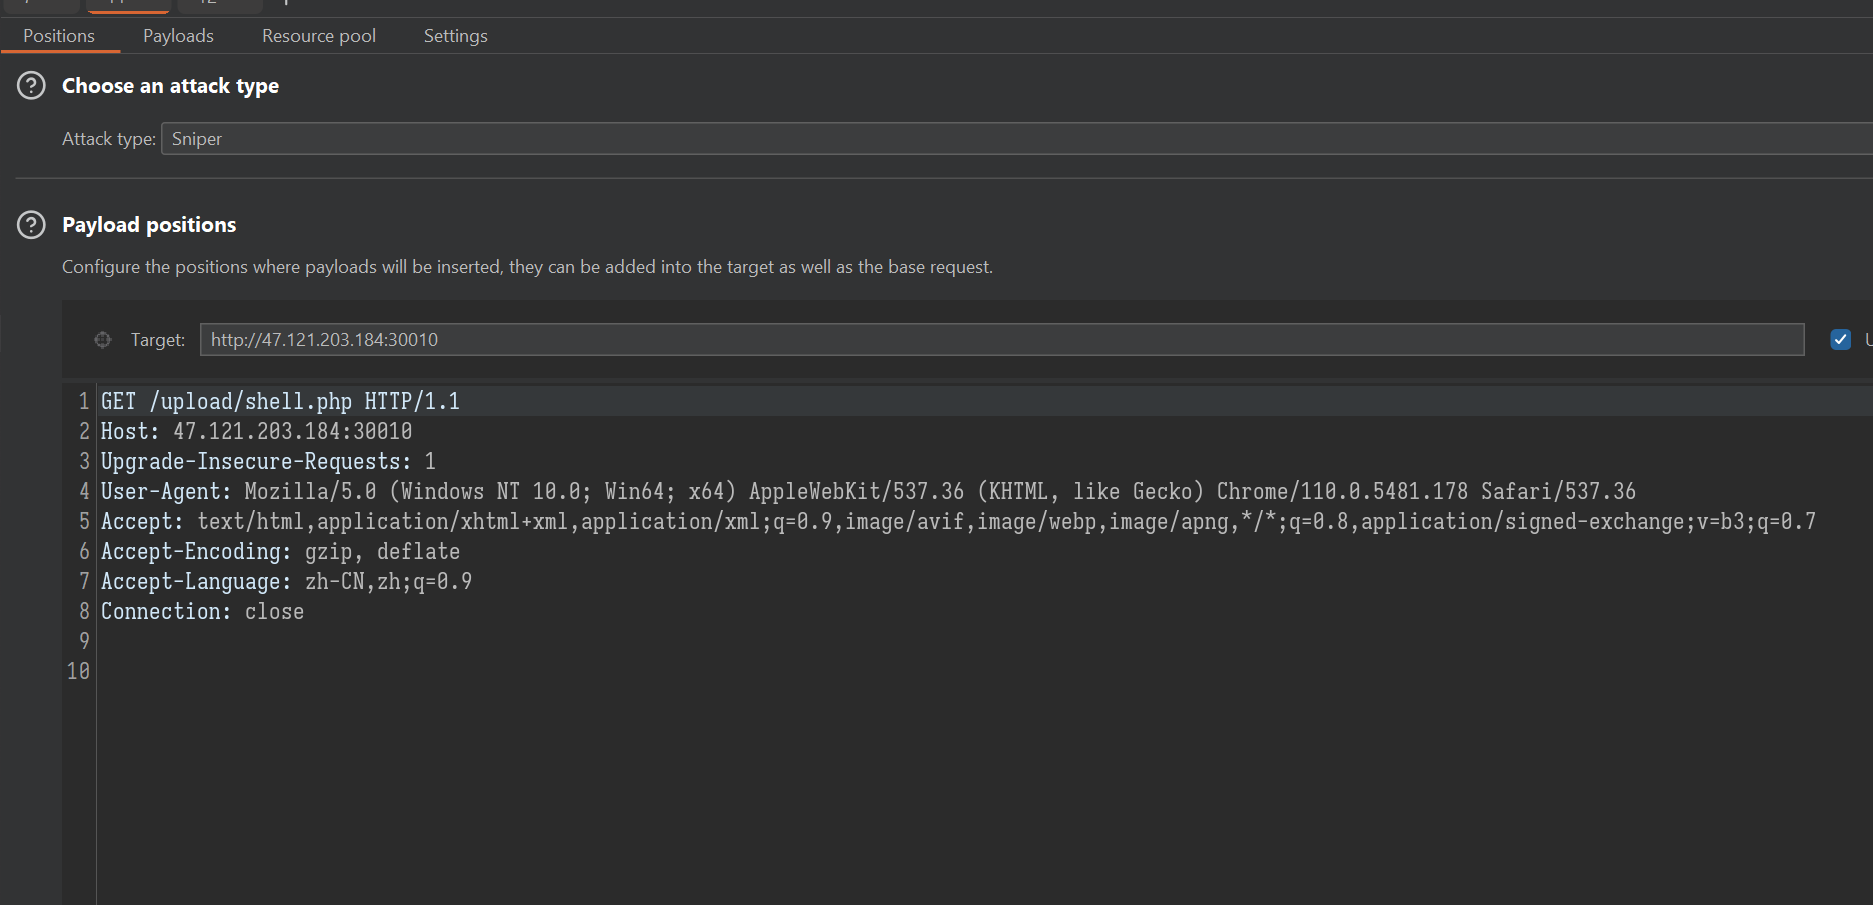 Positions Payloads Resource pool Settings
Choose an attack type
Attack type: Sniper
Payload positions
Configure the positions where payloads will be inserted, they can be added into the target as well as the base request.
Target: http://47.121.203.184:30010
1 GET /upload/shell.php HTTP/1.1
2 Host: 47.121.203.184:30010
3 Upgrade-Insecure-Requests: 1
4 User-Agent: Mozilla/5.0 (Windows NT 10.0; Win64; x64) AppleWebKit/537.36 (KHTML, like Gecko) Chrome/110.0.5481.178 Safari/537.36
5 Accept: text/html,application/xhtml+xml,application/xml;q=0.9,image/avif,image/webp,image/apng,*/*;q=0.8,application/signed-exchange;v=b3;q=0.7
6 Accept-Encoding: gzip, deflate
7 Accept-Language: zh-CN,zh;q=0.9
8 Connection: close
9
10